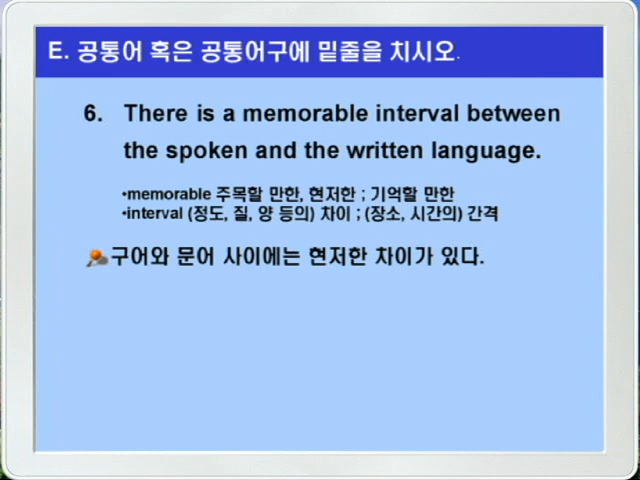 E. 공통어 혹은 공통어구에 밑줄을 치시오.
6. There is a memorable interval between
the spoken and the written language.
•memorable 주목할 만한, 현저한 ; 기억할 만한
•interval (정도, 질, 양 등의) 차이 ; (장소, 시간의) 간격
구어와 문어 사이에는 현저한 차이가 있다.